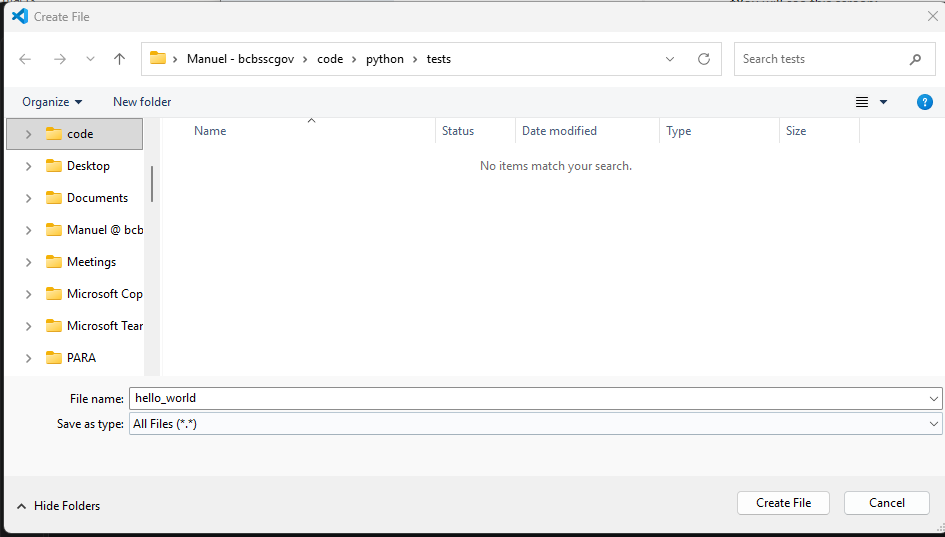 Create File
Manuel - bcbsscgov > code > python > tests
Search tests
Organize
New folder
Name
Status
Date modified
Type
Size
No items match your search.
code
Desktop
Documents
Manuel @ bcb
Meetings
Microsoft Cop
Microsoft Tear
PARA
File name: hello_world
Save as type: All Files (*.*)
Hide Folders
Create File
Cancel